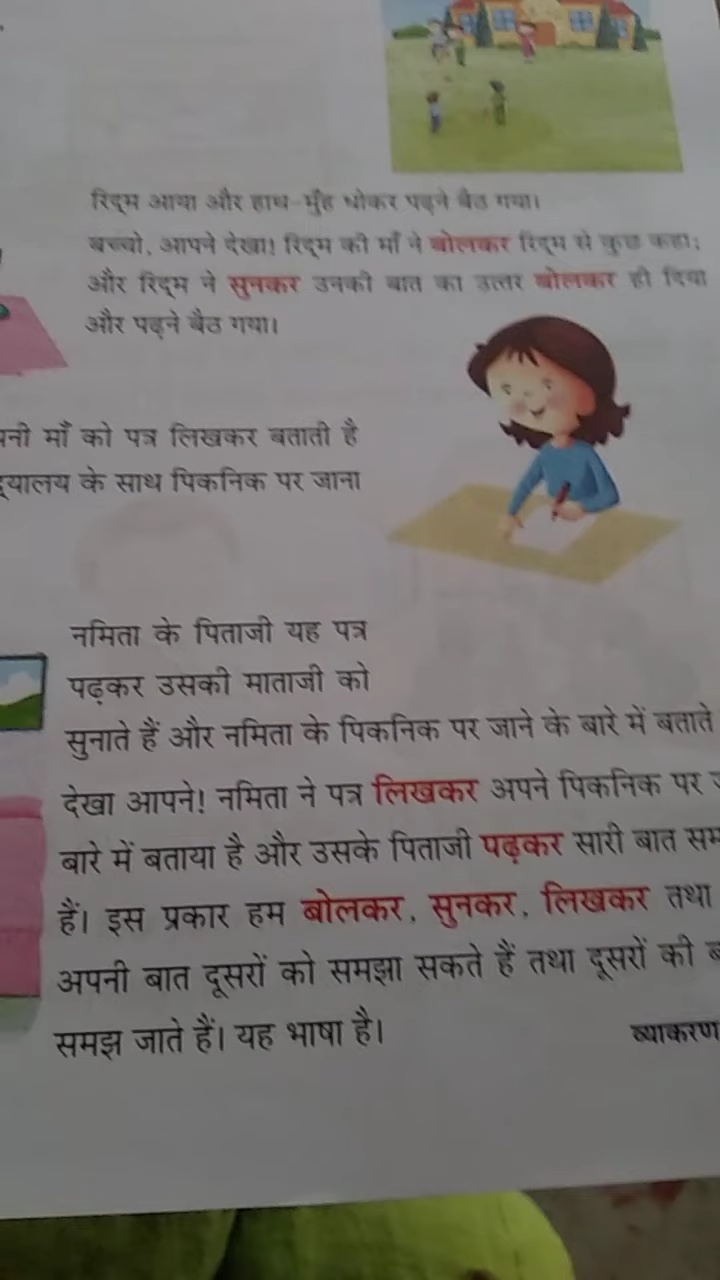 रिद्म आया और हाथ-मुँह धोकर पढ़ने बैठ गया।
बच्चो, आपने देखा! रिद्म की माँ ने बोलकर रिद्म से कुछ कहा;
और रिद्म ने सुनकर उनकी बात का उत्तर बोलकर ही दिया
और पढ़ने बैठ गया।
माँ को पत्र लिखकर बताती है
के साथ पिकनिक पर जाना
नमिता के पिताजी यह पत्र
पढ़कर उसकी माताजी को
सुनाते हैं और नमिता के पिकनिक पर जाने के बारे में बताते
देखा आपने! नमिता ने पत्र लिखकर अपने पिकनिक पर
बारे में बताया है और उसके पिताजी पढ़कर सारी बात
हैं। इस प्रकार हम बोलकर, सुनकर, लिखकर तथा
अपनी बात दूसरों को समझा सकते हैं तथा दूसरों की
समझ जाते हैं। यह भाषा है।
व्याकरण